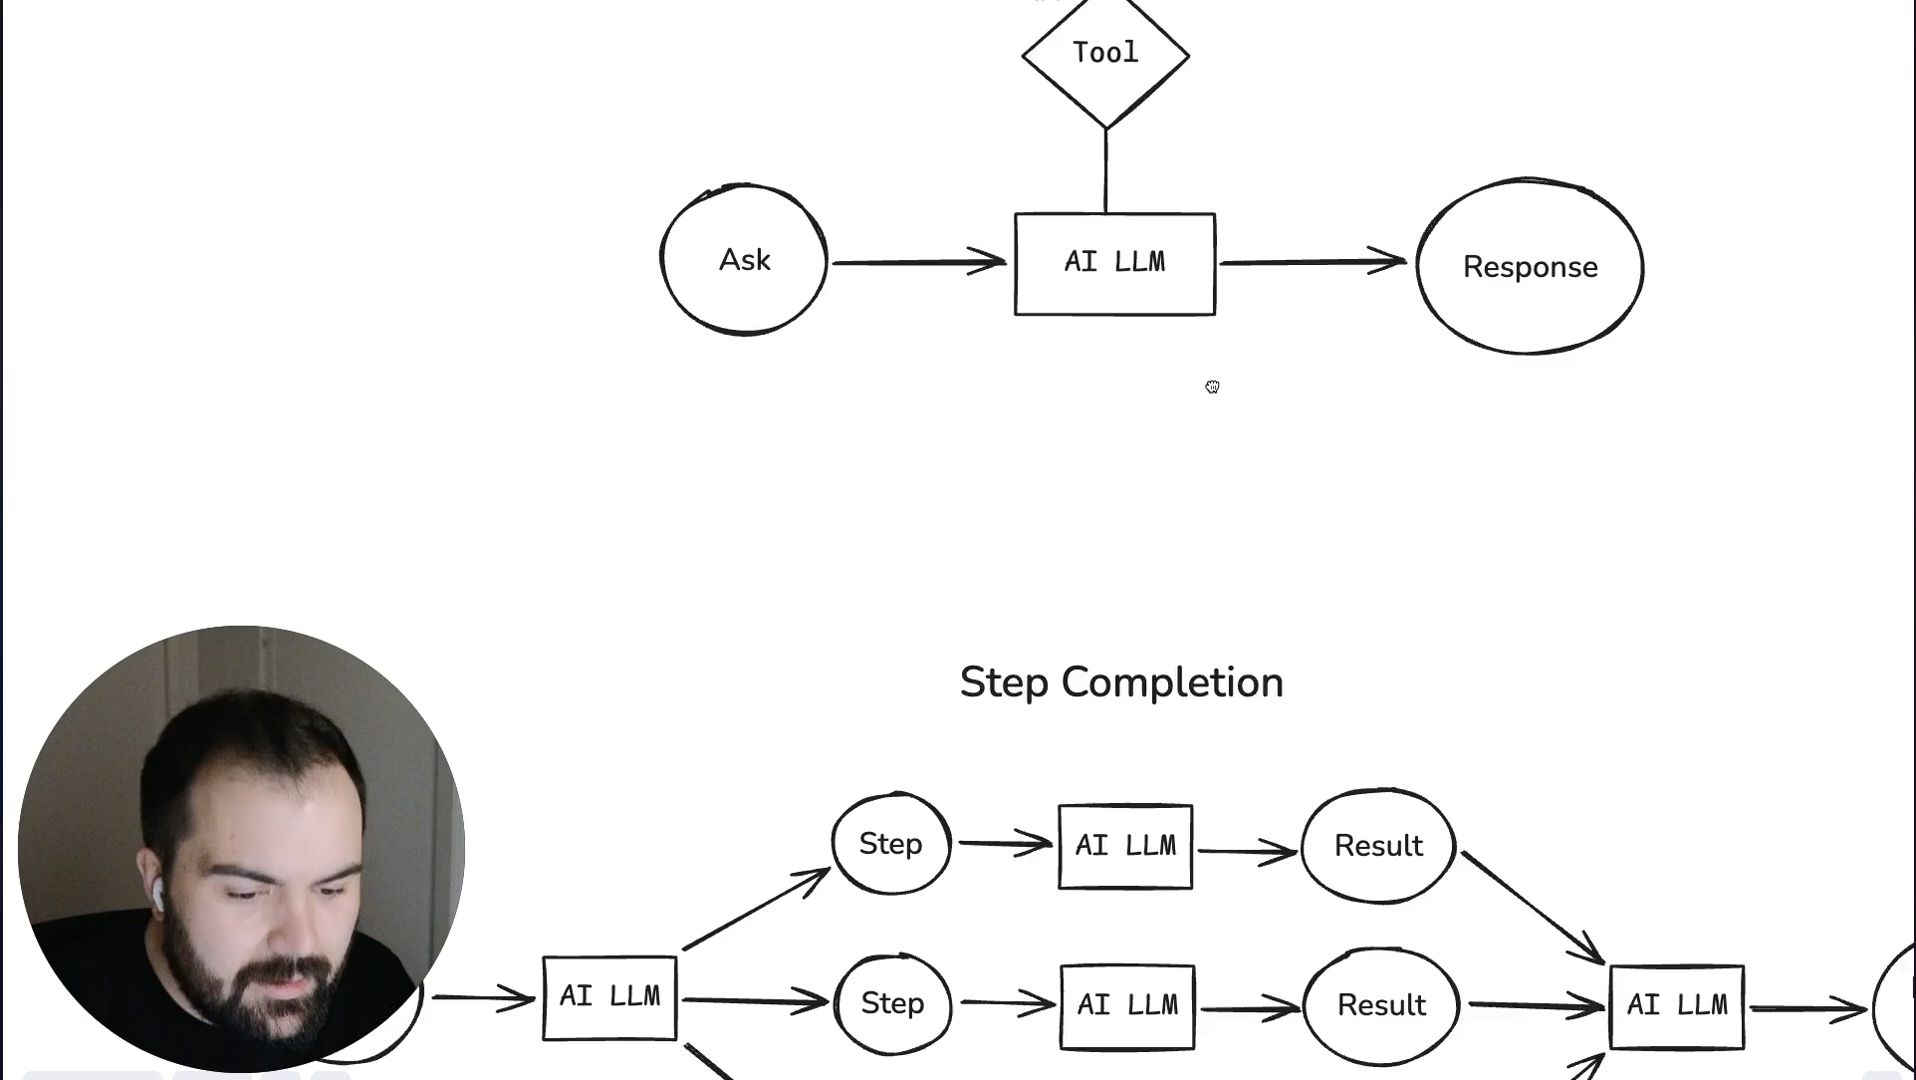 Tool
Ask
AI LLM
Response
Step Completion
Step
AI LLM
Result
AI LLM
Step
AI LLM
Result
AI LLM